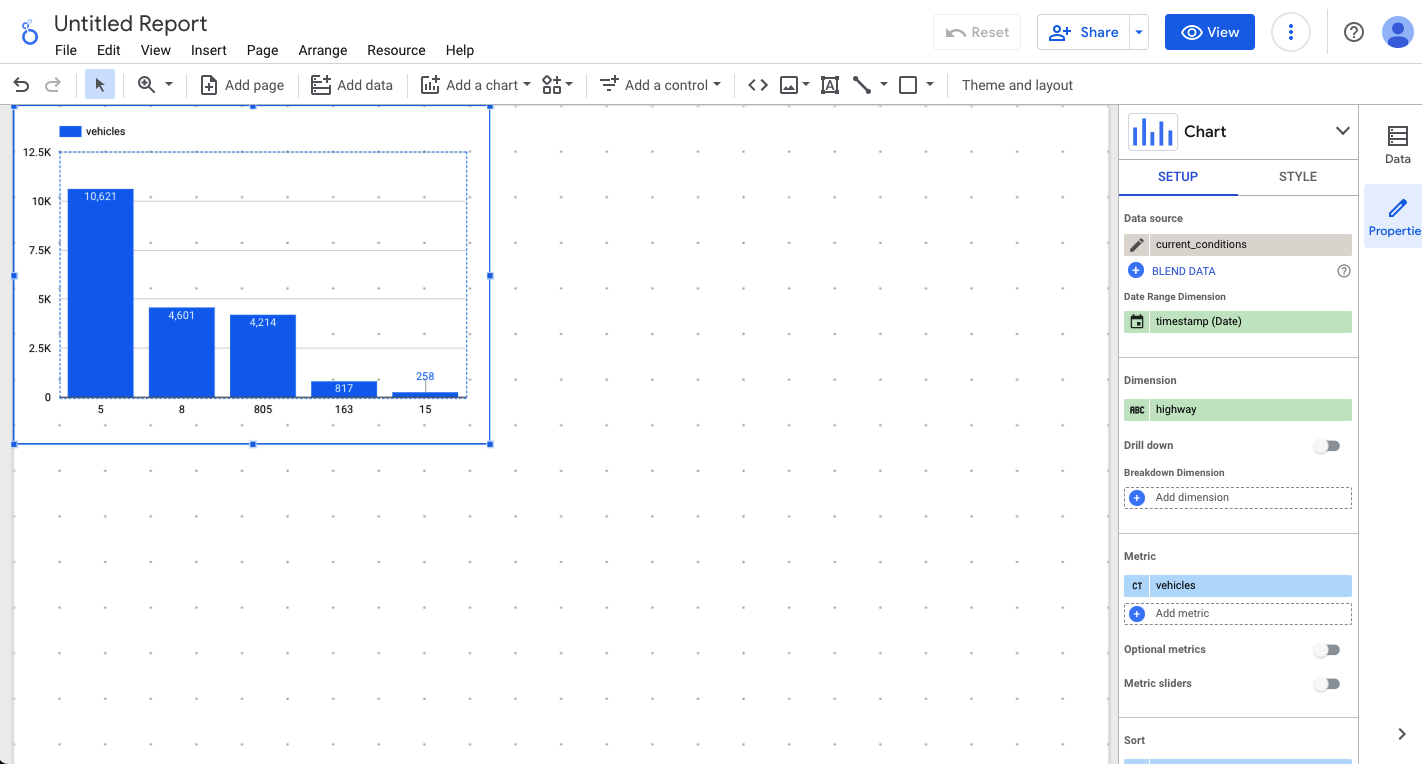 Untitled Report
File Edit View Insert Page Arrange Resource Help
Reset
Share
View
Add page
Add data
Add a chart
Add a control
Theme and layout
vehicles
12.5K
10K
7.5K
5K
2.5K
0
10,621
4,601
4,214
817
258
5 8 805 163 15
Chart
SETUP STYLE
Data source
current_conditions
BLEND DATA
Date Range Dimension
timestamp (Date)
Dimension
ABC highway
Drill down
Breakdown Dimension
Add dimension
Metric
CT vehicles
Add metric
Optional metrics
Metric sliders
Sort
Data
Propertie